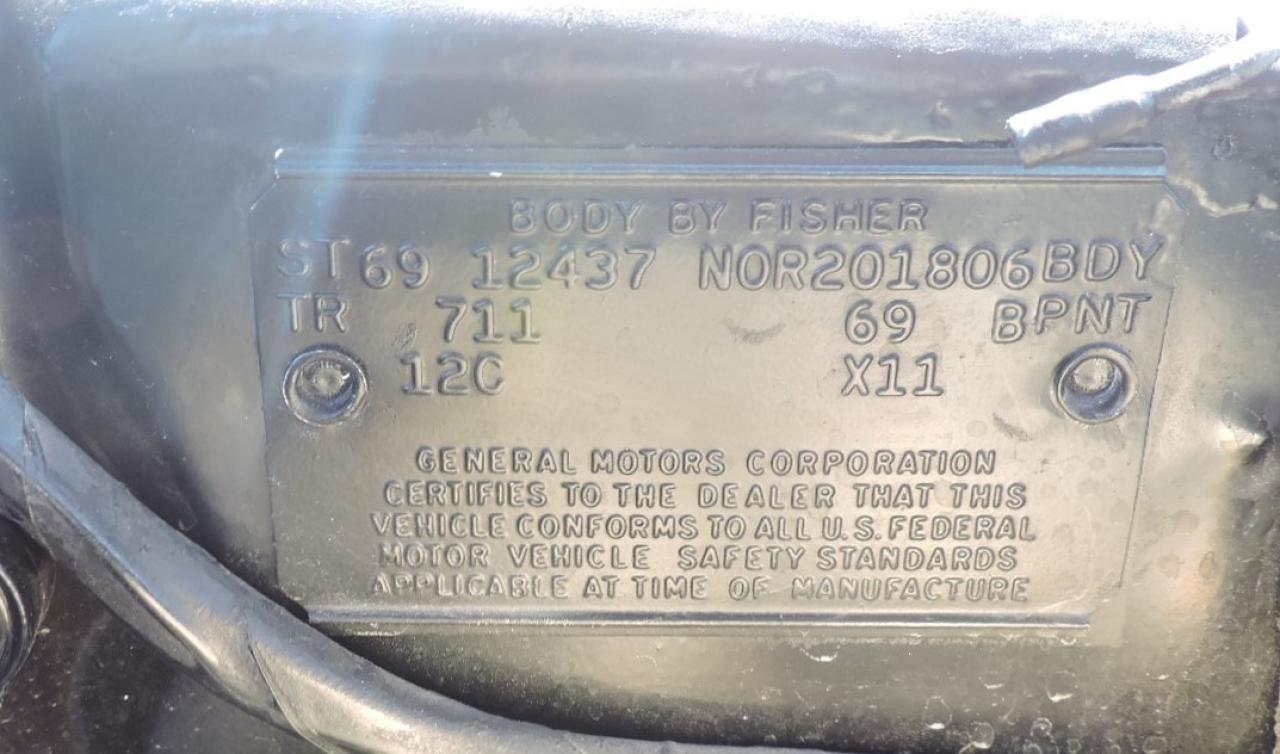 BODY BY FISHER
ST69 12437 NOR201806BDY
TR 711 69 BPNT
12C X11
GENERAL MOTORS CORPORATION
CERTIFIES TO THE DEALER THAT THIS
VEHICLE CONFORMS TO ALL U.S. FEDERAL
MOTOR VEHICLE SAFETY STANDARDS
APPLICABLE AT TIME OF MANUFACTURE